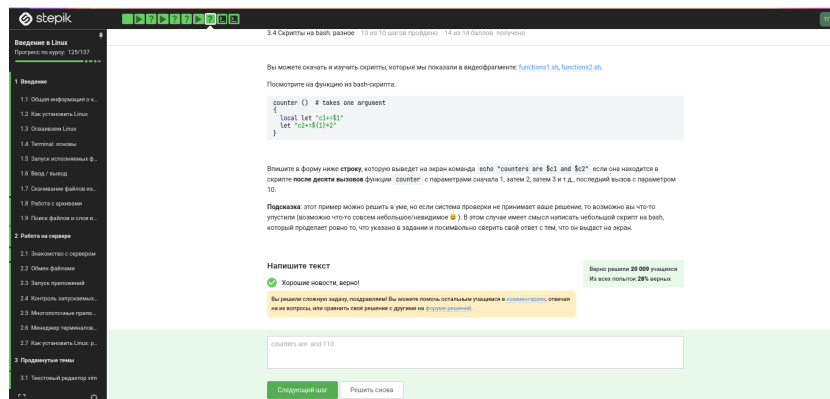 stepik
Введение в Linux
Прогресс по курсу: 125/137
1 Введение
1.1 Общая информация о к...
1.2 Как установить Linux
1.3 Осваиваем Linux
1.4 Terminal: основы
1.5 Запуск исполняемых ф...
1.6 Ввод / вывод
1.7 Скачивание файлов из...
1.8 Работа с архивами
1.9 Поиск файлов и слов в...
2 Работа на сервере
2.1 Знакомство с сервером
2.2 Обмен файлами
2.3 Запуск приложений
2.4 Контроль запускаемых...
2.5 Многопоточные прило...
2.6 Менеджер терминалов...
2.7 Как установить Linux: р...
3 Продвинутые темы
3.1 Текстовый редактор vim
3.4 Скрипты на bash: разное 10 из 10 шагов пройдено 14 из 14 баллов получено
Вы можете скачать и изучить скрипты, которые мы показали в видеофрагменте: functions1.sh, functions2.sh.
Посмотрите на функцию из bash-скрипта:
counter () # takes one argument
{
local let "c1+=$1"
let "c2+=${1}*2"
}
Впишите в форму ниже строку, которую выведет на экран команда echo "counters are $c1 and $c2" если она находится в
скрипте после десяти вызовов функции counter с параметрами сначала 1, затем 2, затем 3 и т.д., последний вызов с параметром
10.
Подсказка: этот пример можно решить в уме, но если система проверки не принимает ваше решение, то возможно вы что-то
упустили (возможно что-то совсем небольшое/невидимое 😀 ). В этом случае имеет смысл написать небольшой скрипт на bash,
который проделает ровно то, что указано в задании и посимвольно сверить свой ответ с тем, что он выдаст на экран.
Напишите текст
Хорошие новости, верно!
Вы решили сложную задачу, поздравляем! Вы можете помочь остальным учащимся в комментариях, отвечая
на их вопросы, или сравнить своё решение с другими на форуме решений.
Верно решили 20 009 учащихся
Из всех попыток 28% верных
counters are  and 110
Следующий шаг
Решить снова